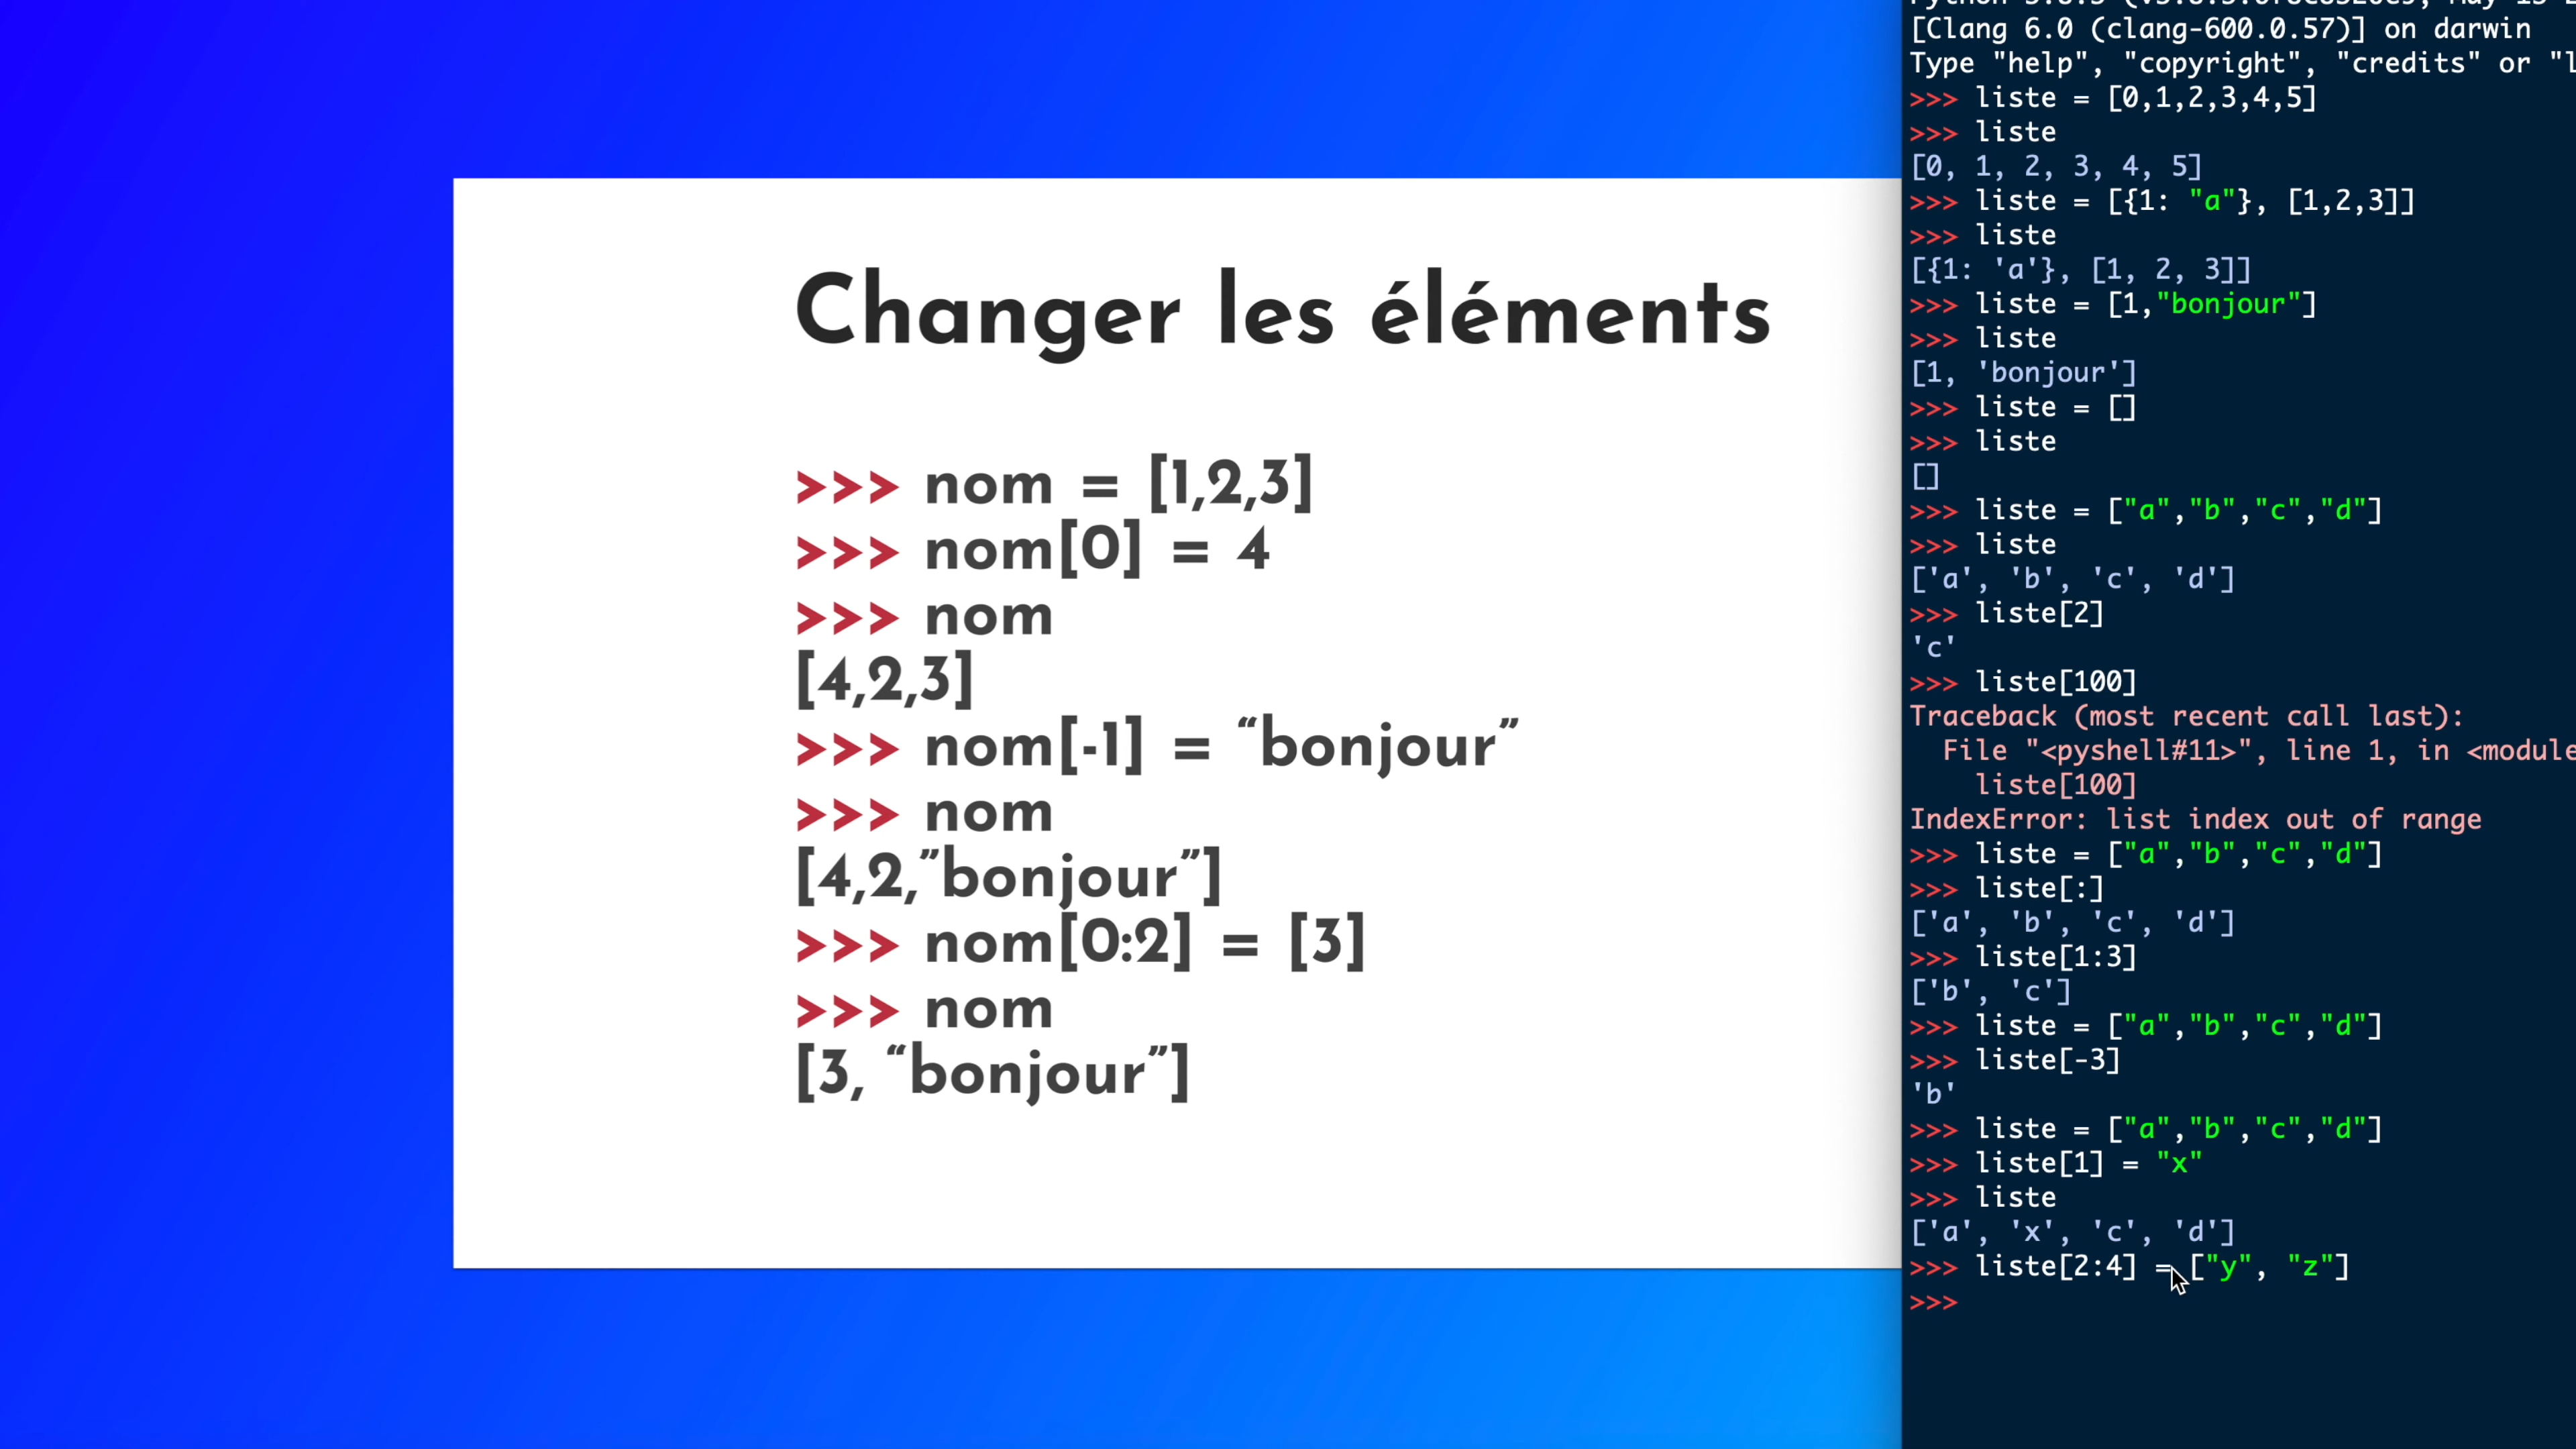 Changer les éléments
>>> nom = [1,2,3]
>>> nom[0] = 4
>>> nom
[4,2,3]
>>> nom[-1] = “bonjour”
>>> nom
[4,2,”bonjour”]
>>> nom[0:2] = [3]
>>> nom
[3, “bonjour”]
[Clang 6.0 (clang-600.0.57)] on darwin
Type "help", "copyright", "credits" or "l
>>> liste = [0,1,2,3,4,5]
>>> liste
[0, 1, 2, 3, 4, 5]
>>> liste = [{1: "a"}, [1,2,3]]
>>> liste
[{1: 'a'}, [1, 2, 3]]
>>> liste = [1,"bonjour"]
>>> liste
[1, 'bonjour']
>>> liste = []
>>> liste
[]
>>> liste = ["a","b","c","d"]
>>> liste
['a', 'b', 'c', 'd']
>>> liste[2]
'c'
>>> liste[100]
Traceback (most recent call last):
  File "<pyshell#11>", line 1, in <module
    liste[100]
IndexError: list index out of range
>>> liste = ["a","b","c","d"]
>>> liste[:]
['a', 'b', 'c', 'd']
>>> liste[1:3]
['b', 'c']
>>> liste = ["a","b","c","d"]
>>> liste[-3]
'b'
>>> liste = ["a","b","c","d"]
>>> liste[1] = "x"
>>> liste
['a', 'x', 'c', 'd']
>>> liste[2:4] = ["y", "z"]
>>>